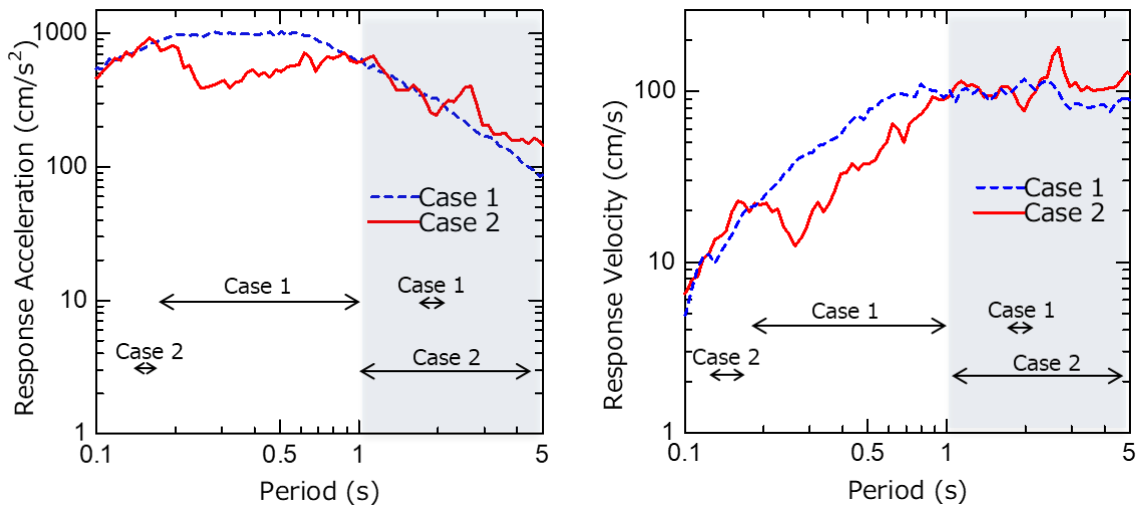 Response Acceleration (cm/s²)
1000
100
10
1
Case 1
Case 2
Case 1
Case 1
Case 2
Case 2
0.1
1
5
Period (s)
Response Velocity (cm/s)
300
100
10
1
Case 1
Case 2
Case 1
Case 1
Case 2
Case 2
0.1
0.5
1
5
Period (s)